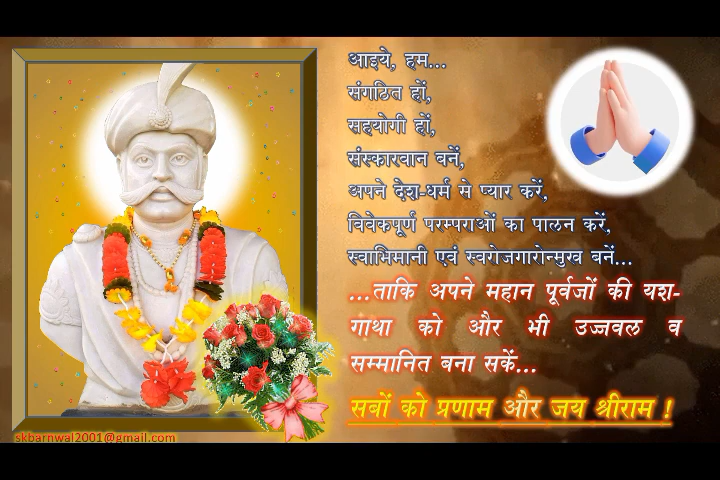 आइये, हम...
संगठित हों,
सहयोगी हों,
संस्कारवान बनें,
अपने देश-धर्म से प्यार करें,
विवेकपूर्ण परम्पराओं का पालन करें,
स्वाभिमानी एवं स्वरोजगारोन्मुख बनें...
...ताकि अपने महान पूर्वजों की यश-
गाथा को और भी उज्जवल व
सम्मानित बना सकें...
सबों को प्रणाम और जय श्रीराम !
skbarnwal2001@gmail.com